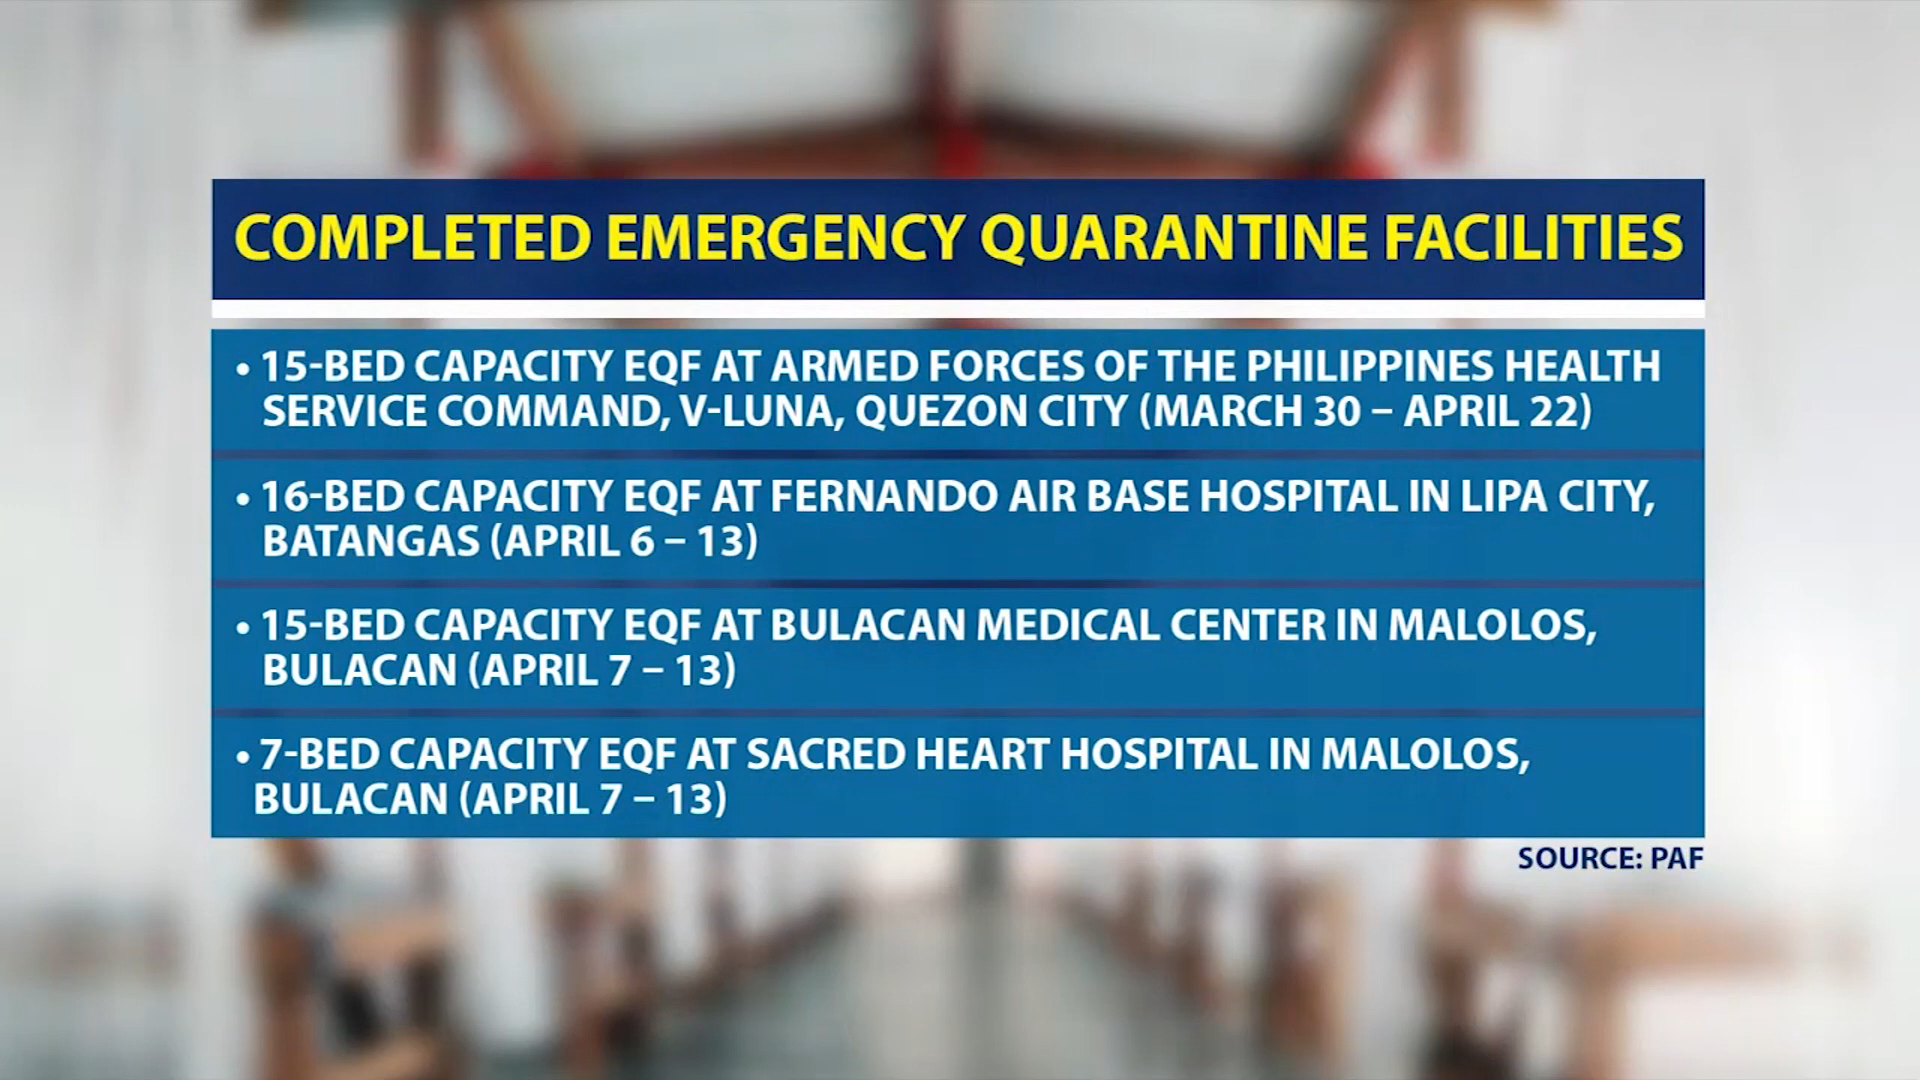 COMPLETED EMERGENCY QUARANTINE FACILITIES
• 15-BED CAPACITY EQF AT ARMED FORCES OF THE PHILIPPINES HEALTH
SERVICE COMMAND, V-LUNA, QUEZON CITY (MARCH 30 – APRIL 22)
• 16-BED CAPACITY EQF AT FERNANDO AIR BASE HOSPITAL IN LIPA CITY,
BATANGAS (APRIL 6 – 13)
• 15-BED CAPACITY EQF AT BULACAN MEDICAL CENTER IN MALOLOS,
BULACAN (APRIL 7 – 13)
• 7-BED CAPACITY EQF AT SACRED HEART HOSPITAL IN MALOLOS,
BULACAN (APRIL 7 – 13)
SOURCE: PAF